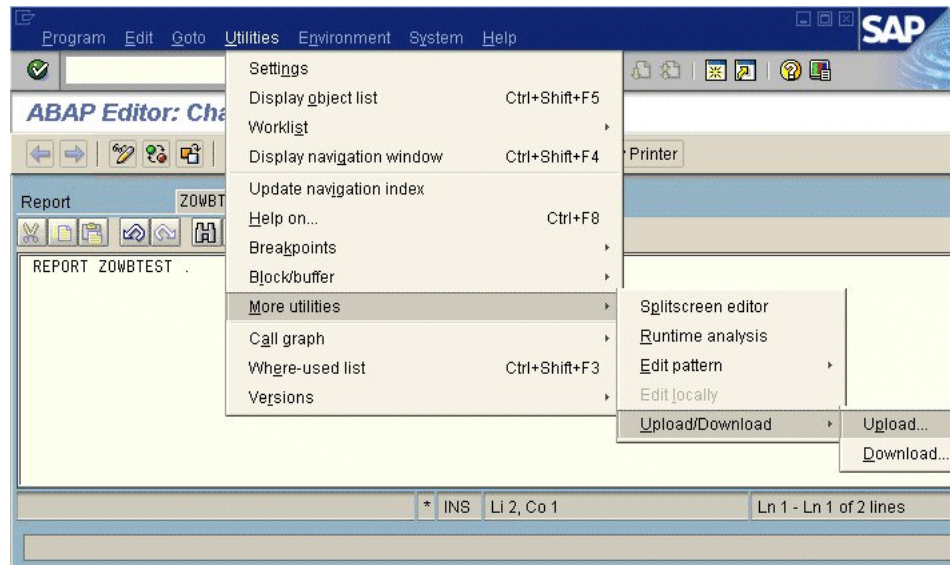 Program Edit Goto Utilities Environment System Help
SAP
Settings
Display object list Ctrl+Shift+F5
ABAP Editor: Cha
Worklist
Display navigation window Ctrl+Shift+F4
Printer
Update navigation index
Report ZOWBT
Help on... Ctrl+F8
Breakpoints
REPORT ZOWBTEST .
Block/buffer
More utilities
Splitscreen editor
Call graph
Runtime analysis
Where-used list Ctrl+Shift+F3
Edit pattern
Versions
Edit locally
Upload/Download
Upload...
Download...
* INS Li 2, Co 1 Ln 1 - Ln 1 of 2 lines